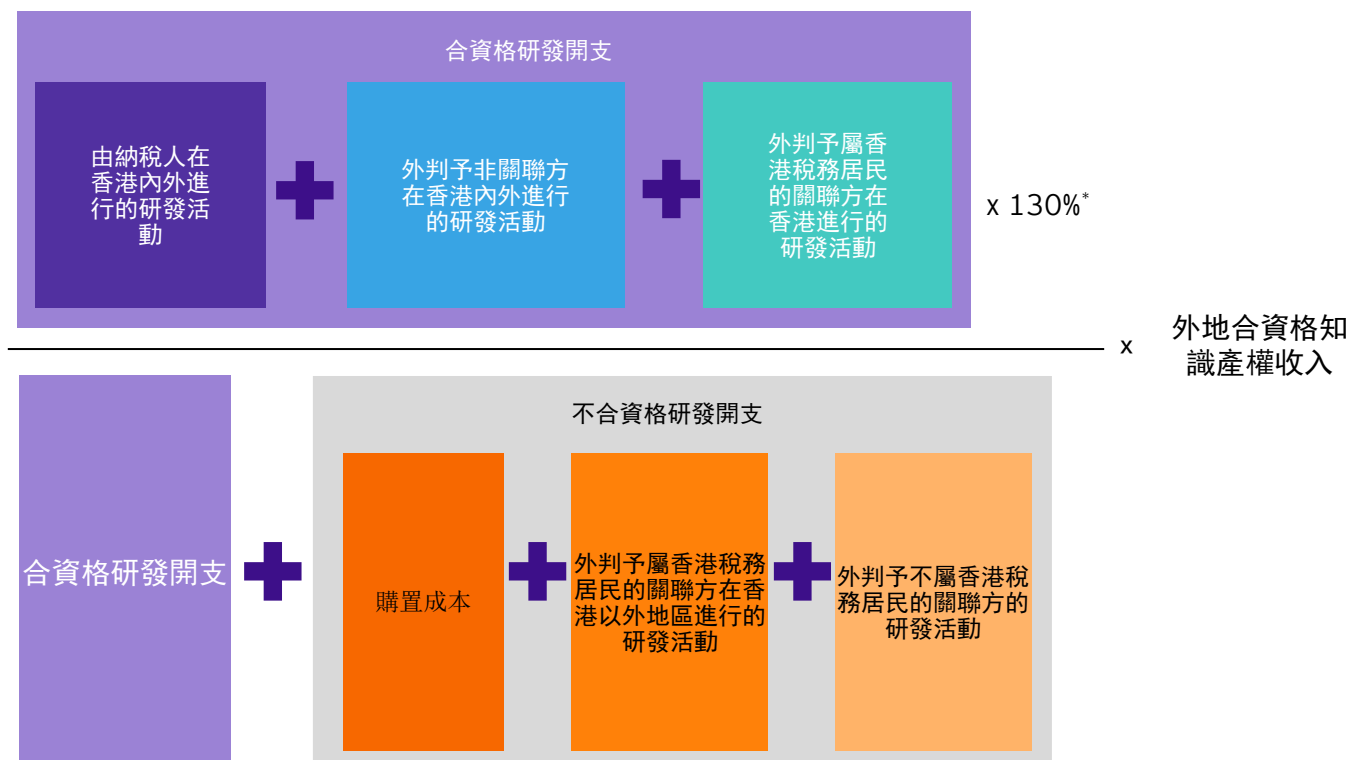 合資格研發開支
由納稅人在
香港內外進
行的研發活
動
外判予非關聯方
在香港內外進行
的研發活動
外判予屬香
港稅務居民
的關聯方在
香港進行的
研發活動
x 130%*
x
外地合資格知
識產權收入
合資格研發開支
不合資格研發開支
購置成本
外判予屬香港稅務
居民的關聯方在香
港以外地區進行的
研發活動
外判予不屬香港稅
務居民的關聯方的
研發活動